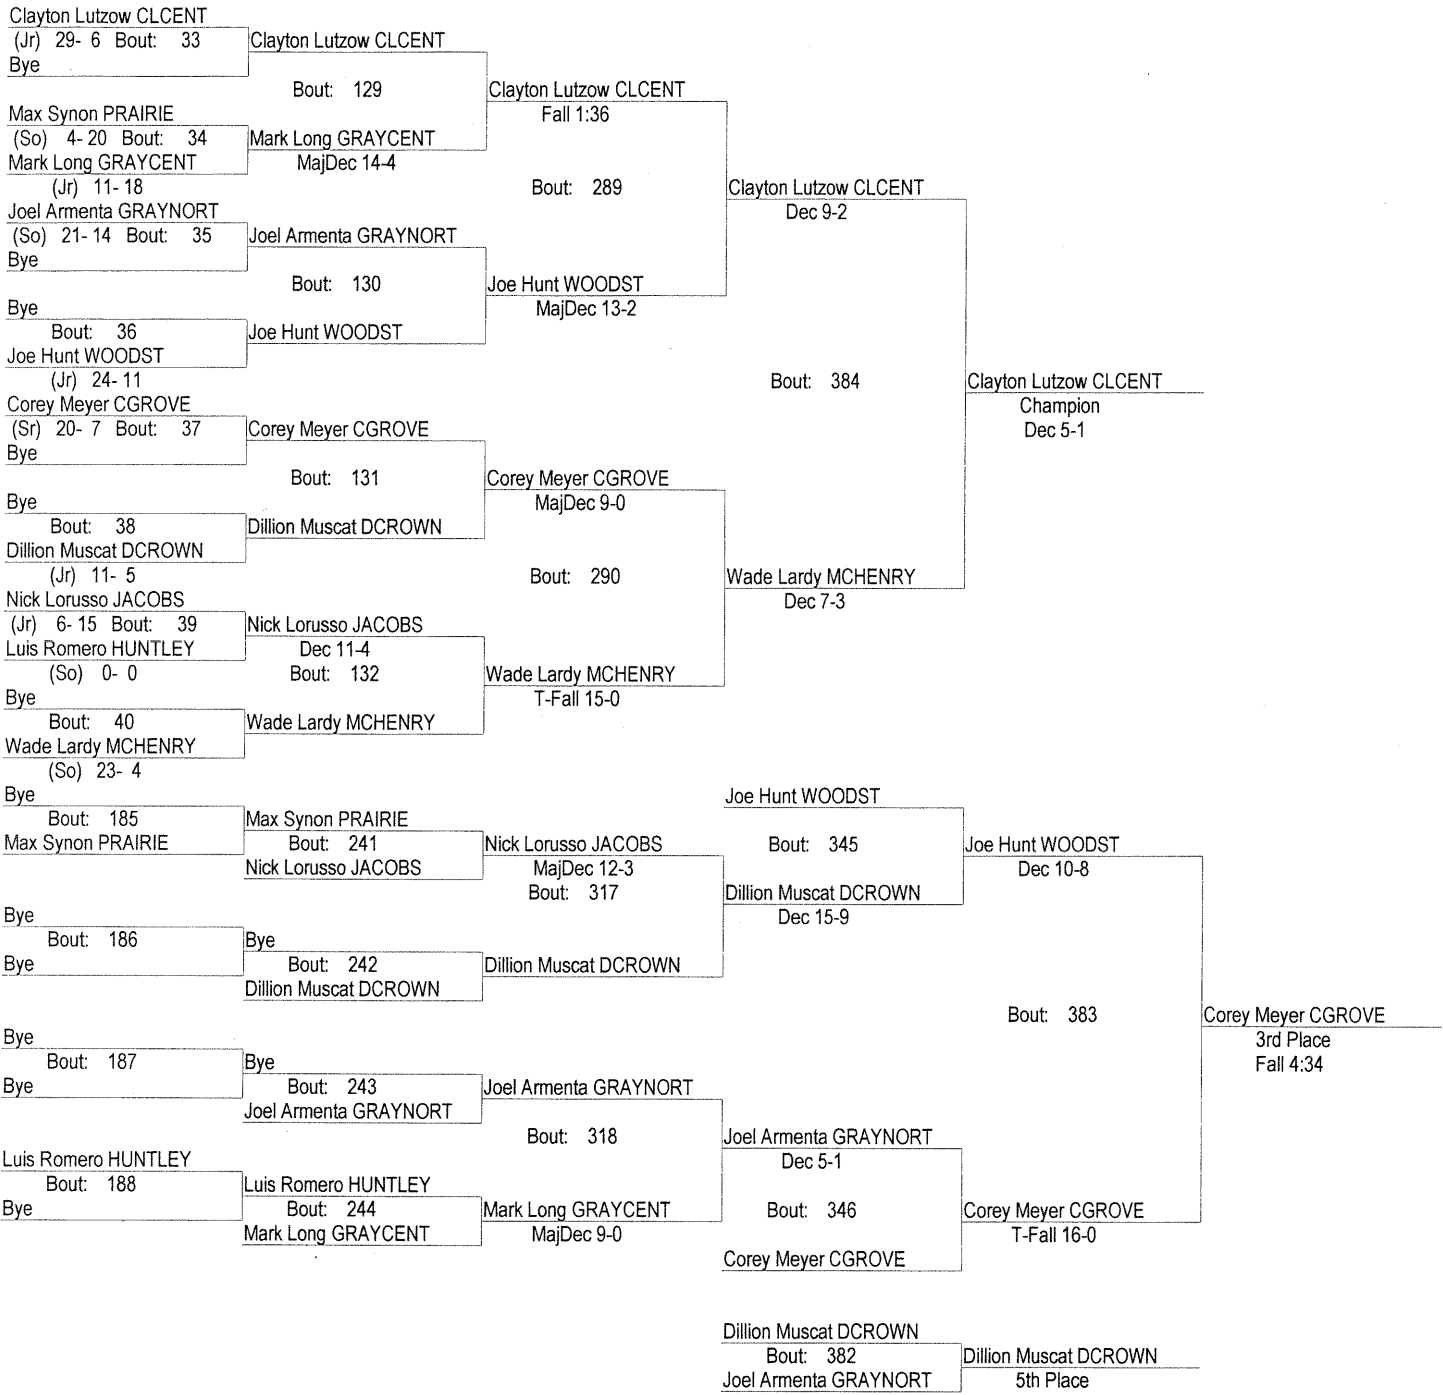 Clayton Lutzow CLCENT
(Jr) 29- 6 Bout: 33
Bye
Clayton Lutzow CLCENT
Bout: 129
Max Synon PRAIRIE
(So) 4- 20 Bout: 34
Mark Long GRAYCENT
(Jr) 11- 18
Mark Long GRAYCENT
MajDec 14-4
Clayton Lutzow CLCENT
Fall 1:36
Bout: 289
Joel Armenta GRAYNORT
(So) 21- 14 Bout: 35
Bye
Joel Armenta GRAYNORT
Bout: 130
Bye
Bout: 36
Joe Hunt WOODST
(Jr) 24- 11
Joe Hunt WOODST
Joe Hunt WOODST
MajDec 13-2
Clayton Lutzow CLCENT
Dec 9-2
Bout: 384
Clayton Lutzow CLCENT
Champion
Dec 5-1
Corey Meyer CGROVE
(Sr) 20- 7 Bout: 37
Bye
Corey Meyer CGROVE
Bout: 131
Bye
Bout: 38
Dillion Muscat DCROWN
(Jr) 11- 5
Dillion Muscat DCROWN
Corey Meyer CGROVE
MajDec 9-0
Bout: 290
Nick Lorusso JACOBS
(Jr) 6- 15 Bout: 39
Luis Romero HUNTLEY
(So) 0- 0
Nick Lorusso JACOBS
Dec 11-4
Bout: 132
Bye
Bout: 40
Wade Lardy MCHENRY
(So) 23- 4
Wade Lardy MCHENRY
Wade Lardy MCHENRY
T-Fall 15-0
Wade Lardy MCHENRY
Dec 7-3
Bye
Bout: 185
Max Synon PRAIRIE
Max Synon PRAIRIE
Bout: 241
Nick Lorusso JACOBS
Nick Lorusso JACOBS
MajDec 12-3
Bout: 317
Bye
Bout: 186
Bye
Bye
Bout: 242
Dillion Muscat DCROWN
Dillion Muscat DCROWN
Joe Hunt WOODST
Bout: 345
Dillion Muscat DCROWN
Dec 15-9
Joe Hunt WOODST
Dec 10-8
Bout: 383
Corey Meyer CGROVE
3rd Place
Fall 4:34
Bye
Bout: 187
Bye
Bye
Bout: 243
Joel Armenta GRAYNORT
Joel Armenta GRAYNORT
Bout: 318
Luis Romero HUNTLEY
Bout: 188
Bye
Luis Romero HUNTLEY
Bout: 244
Mark Long GRAYCENT
Mark Long GRAYCENT
MajDec 9-0
Joel Armenta GRAYNORT
Dec 5-1
Bout: 346
Corey Meyer CGROVE
Corey Meyer CGROVE
T-Fall 16-0
Dillion Muscat DCROWN
Bout: 382
Joel Armenta GRAYNORT
Dillion Muscat DCROWN
5th Place